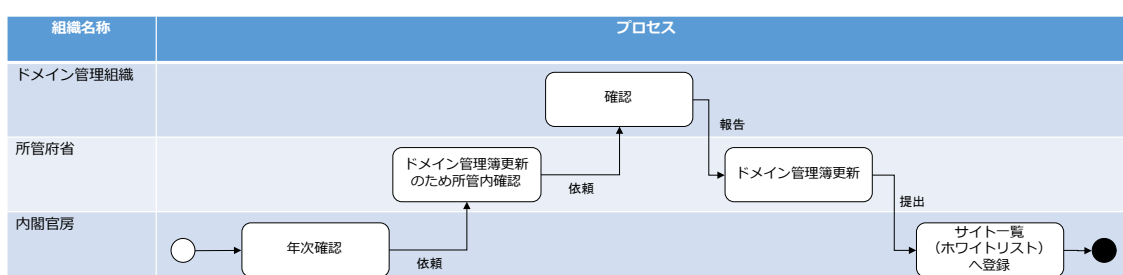 組織名称
プロセス
ドメイン管理組織
確認
報告
所管府省
ドメイン管理簿更新
のため所管内確認
依頼
ドメイン管理簿更新
提出
内閣官房
年次確認
依頼
サイト一覧
（ホワイトリスト）
へ登録